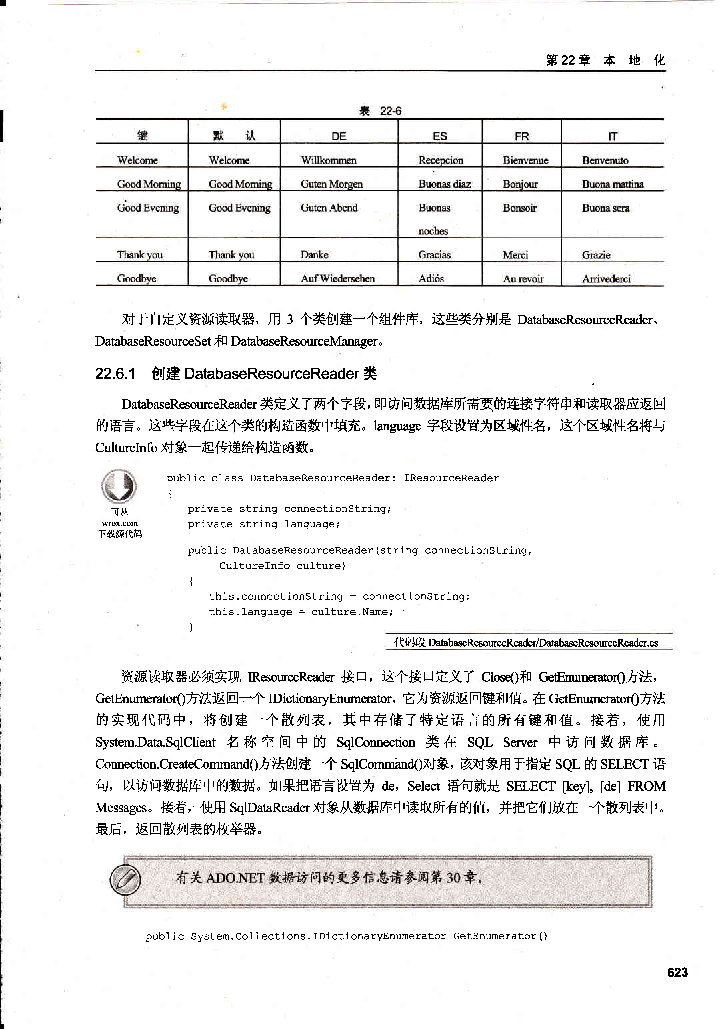 第22章 本 地 化
表 22-6
键 默 认 DE ES FR IT
Welcome Welcome Willkommen Recepcion Bienvenue Benvenuto
Good Morning Good Morning Guten Morgen Buonas diaz Bonjour Buona mattina
Good Evening Good Evening Guten Abend Buonas Bonsoir Buona sera
noches
Thank you Thank you Danke Gracias Merci Grazie
Goodbye Goodbye Auf Wiedersehen Adiós Au revoir Arrivederci
对于自定义资源读取器，用 3 个类创建一个组件库，这些类分别是 DatabaseResourceReader、
DatabaseResourceSet 和 DatabaseResourceManager。
22.6.1 创建 DatabaseResourceReader 类
DatabaseResourceReader 类定义了两个字段，即访问数据库所需要的连接字符串和读取器应返回
的语言。这些字段在这个类的构造函数中填充。language 字段设置为区域性名，这个区域性名将与
CultureInfo 对象一起传递给构造函数。
可从
wrox.com
下载源代码
public class DatabaseResourceReader: IResourceReader
{
private string connectionString;
private string language;
public DatabaseResourceReader(string connectionString,
CultureInfo culture)
{
this.connectionString = connectionString;
this.language = culture.Name;
}
代码段 DatabaseResourceReader/DatabaseResourceReader.cs
资源读取器必须实现 IResourceReader 接口，这个接口定义了 Close()和 GetEnumerator()方法，
GetEnumerator()方法返回一个 IDictionaryEnumerator，它为资源返回键和值。在 GetEnumerator()方法
的实现代码中，将创建一个散列表，其中存储了特定语言的所有键和值。接着，使用
System.Data.SqlClient 名称空间中的 SqlConnection 类在 SQL Server 中访问数据库。
Connection.CreateCommand()方法创建一个 SqlCommand()对象，该对象用于指定 SQL 的 SELECT 语
句，以访问数据库中的数据。如果把语言设置为 de，Select 语句就是 SELECT [key], [de] FROM
Messages。接着，使用 SqlDataReader 对象从数据库中读取所有的值，并把它们放在一个散列表中。
最后，返回散列表的枚举器。
有关 ADO.NET 数据访问的更多信息请参阅第 30 章。
public System.Collections.IDictionaryEnumerator GetEnumerator()
623